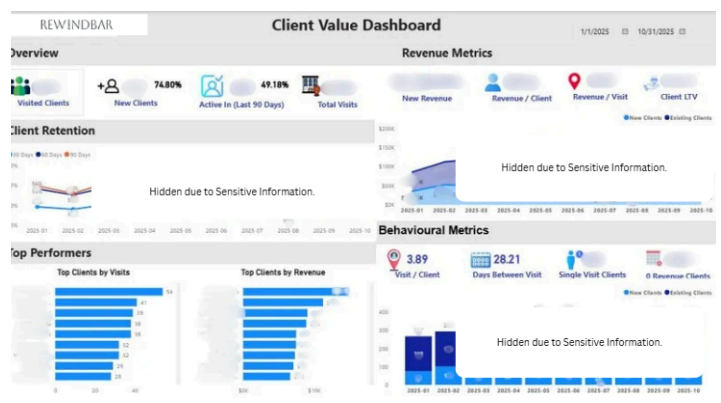 REWINDBAR
Client Value Dashboard
1/1/2025 10/31/2025
Overview
74.80%
49.18%
Visited Clients
New Clients
Active In (Last 90 Days)
Total Visits
Revenue Metrics
New Revenue
Revenue / Client
Revenue / Visit
Client LTV
Client Retention
30 Days 60 Days 90 Days
Hidden due to Sensitive Information.
2025-01 2025-02 2025-03 2025-04 2025-05 2025-06 2025-07 2025-08 2025-09 2025-10
New Clients Existing Clients
$200K
$150K
$100K
$50K
$0K
Hidden due to Sensitive Information.
2025-01 2025-02 2025-03 2025-04 2025-05 2025-06 2025-07 2025-08 2025-09 2025-10
Top Performers
Top Clients by Visits
41
32
32
0 20 40
Top Clients by Revenue
$0K $10K
Behavioural Metrics
3.89
28.21
Visit / Client
Days Between Visit
Single Visit Clients
0 Revenue Clients
New Clients Existing Clients
400
300
200
100
0
Hidden due to Sensitive Information.
2025-01 2025-02 2025-03 2025-04 2025-05 2025-06 2025-07 2025-08 2025-09 2025-10